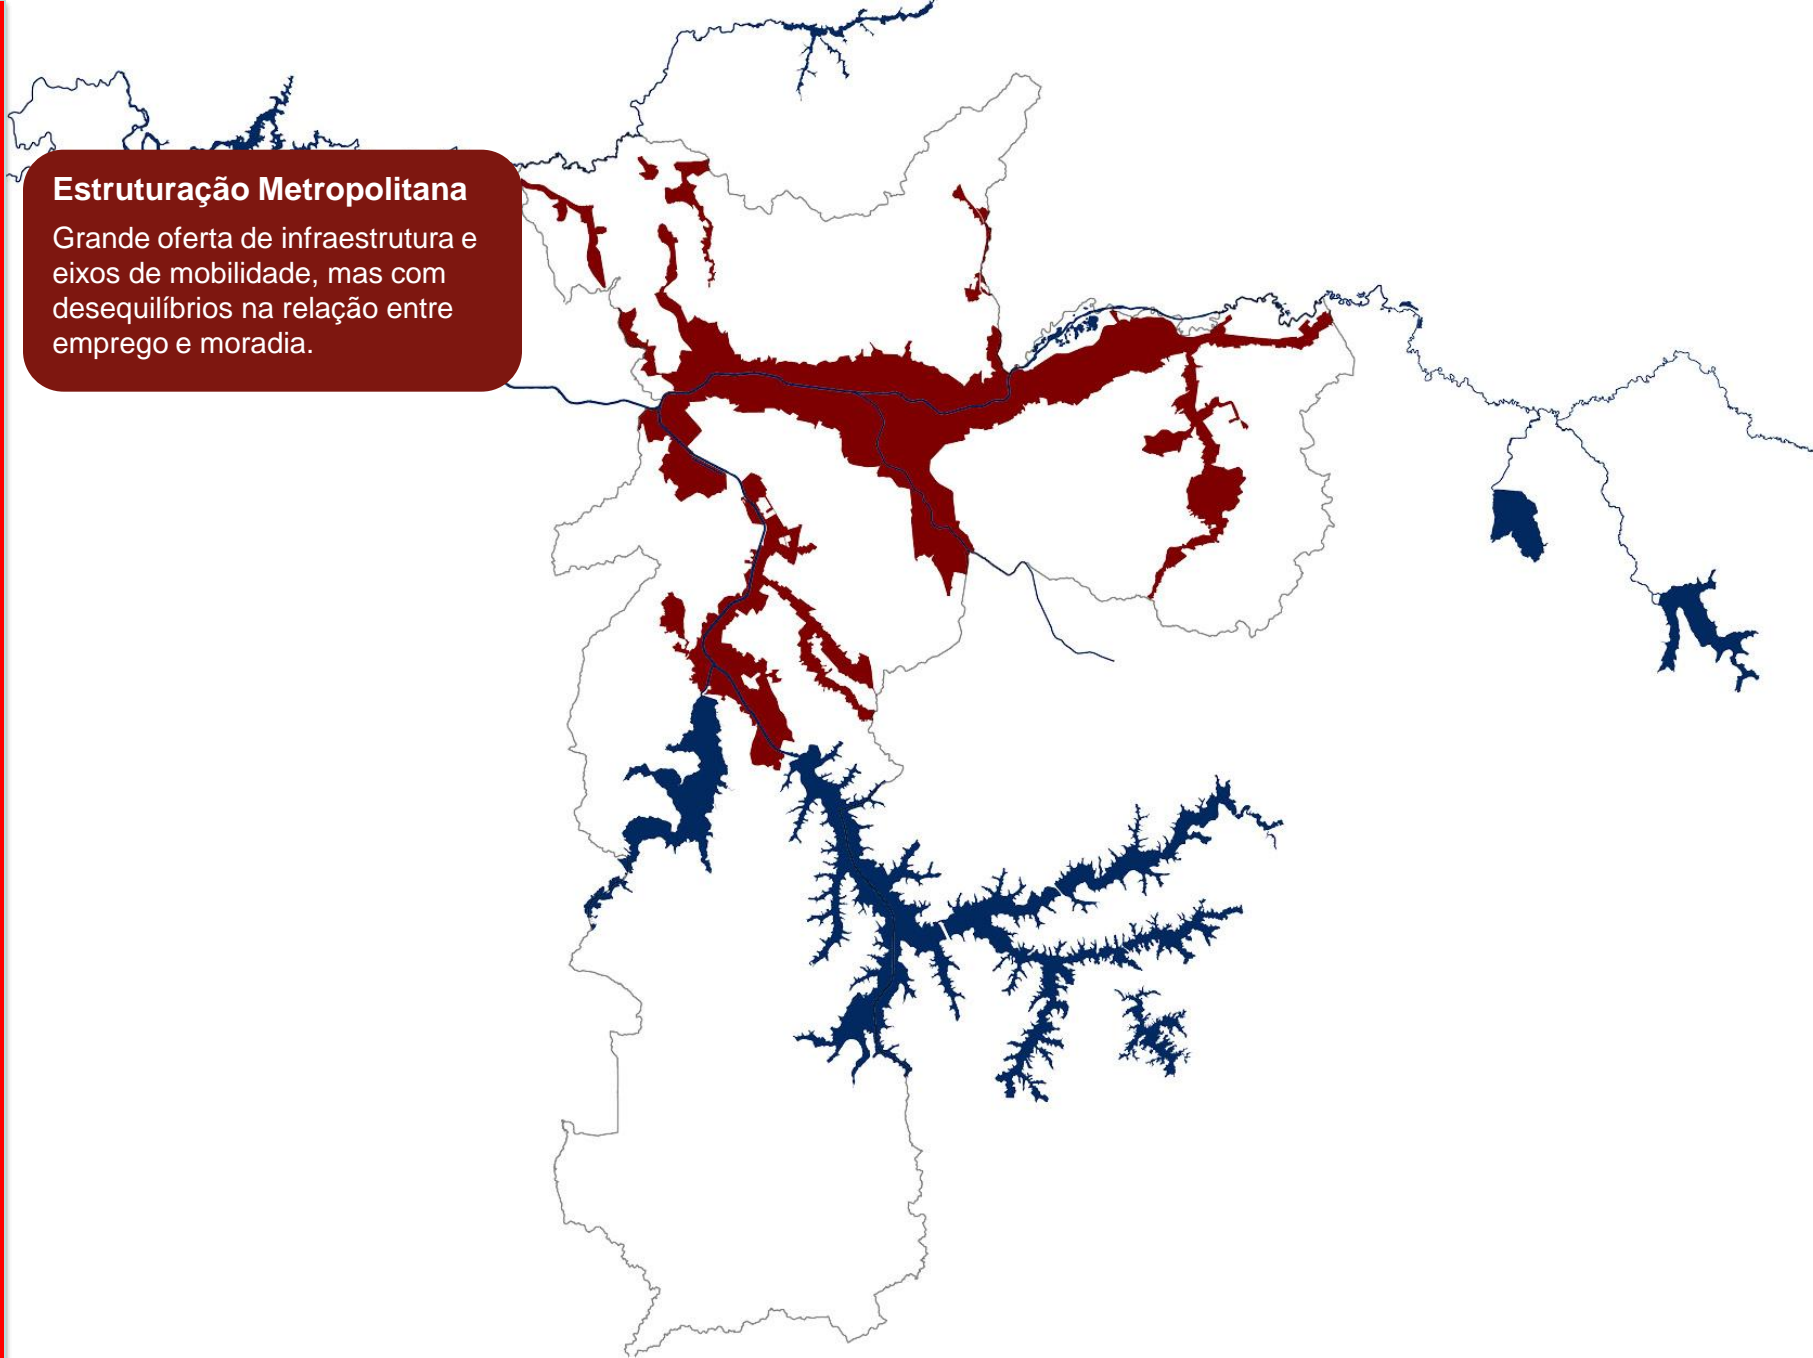 Estruturação Metropolitana
Grande oferta de infraestrutura e
eixos de mobilidade, mas com
desequilíbrios na relação entre
emprego e moradia.